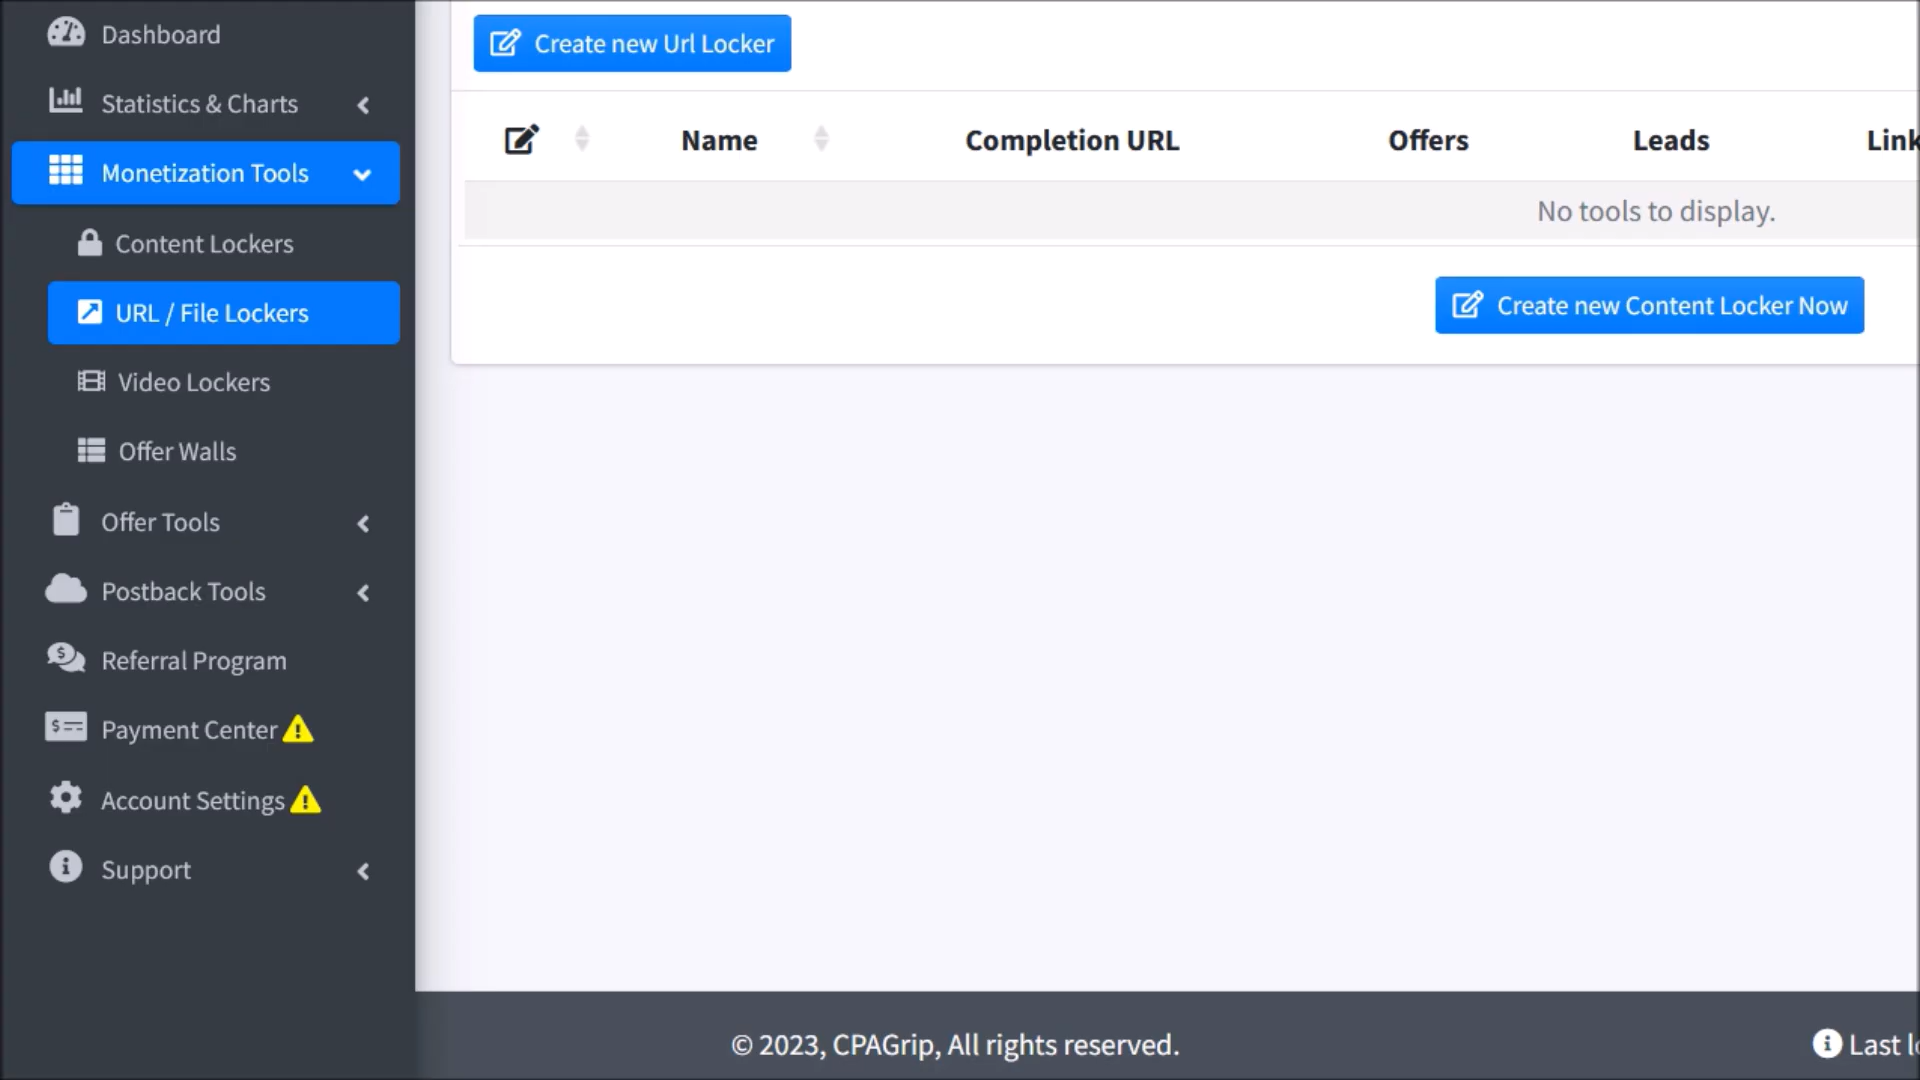 Dashboard
Statistics & Charts
Monetization Tools
Content Lockers
URL / File Lockers
Video Lockers
Offer Walls
Offer Tools
Postback Tools
Referral Program
Payment Center
Account Settings
Support
Create new Url Locker
Name Completion URL Offers Leads Link
No tools to display.
Create new Content Locker Now
© 2023, CPAGrip, All rights reserved.
Last